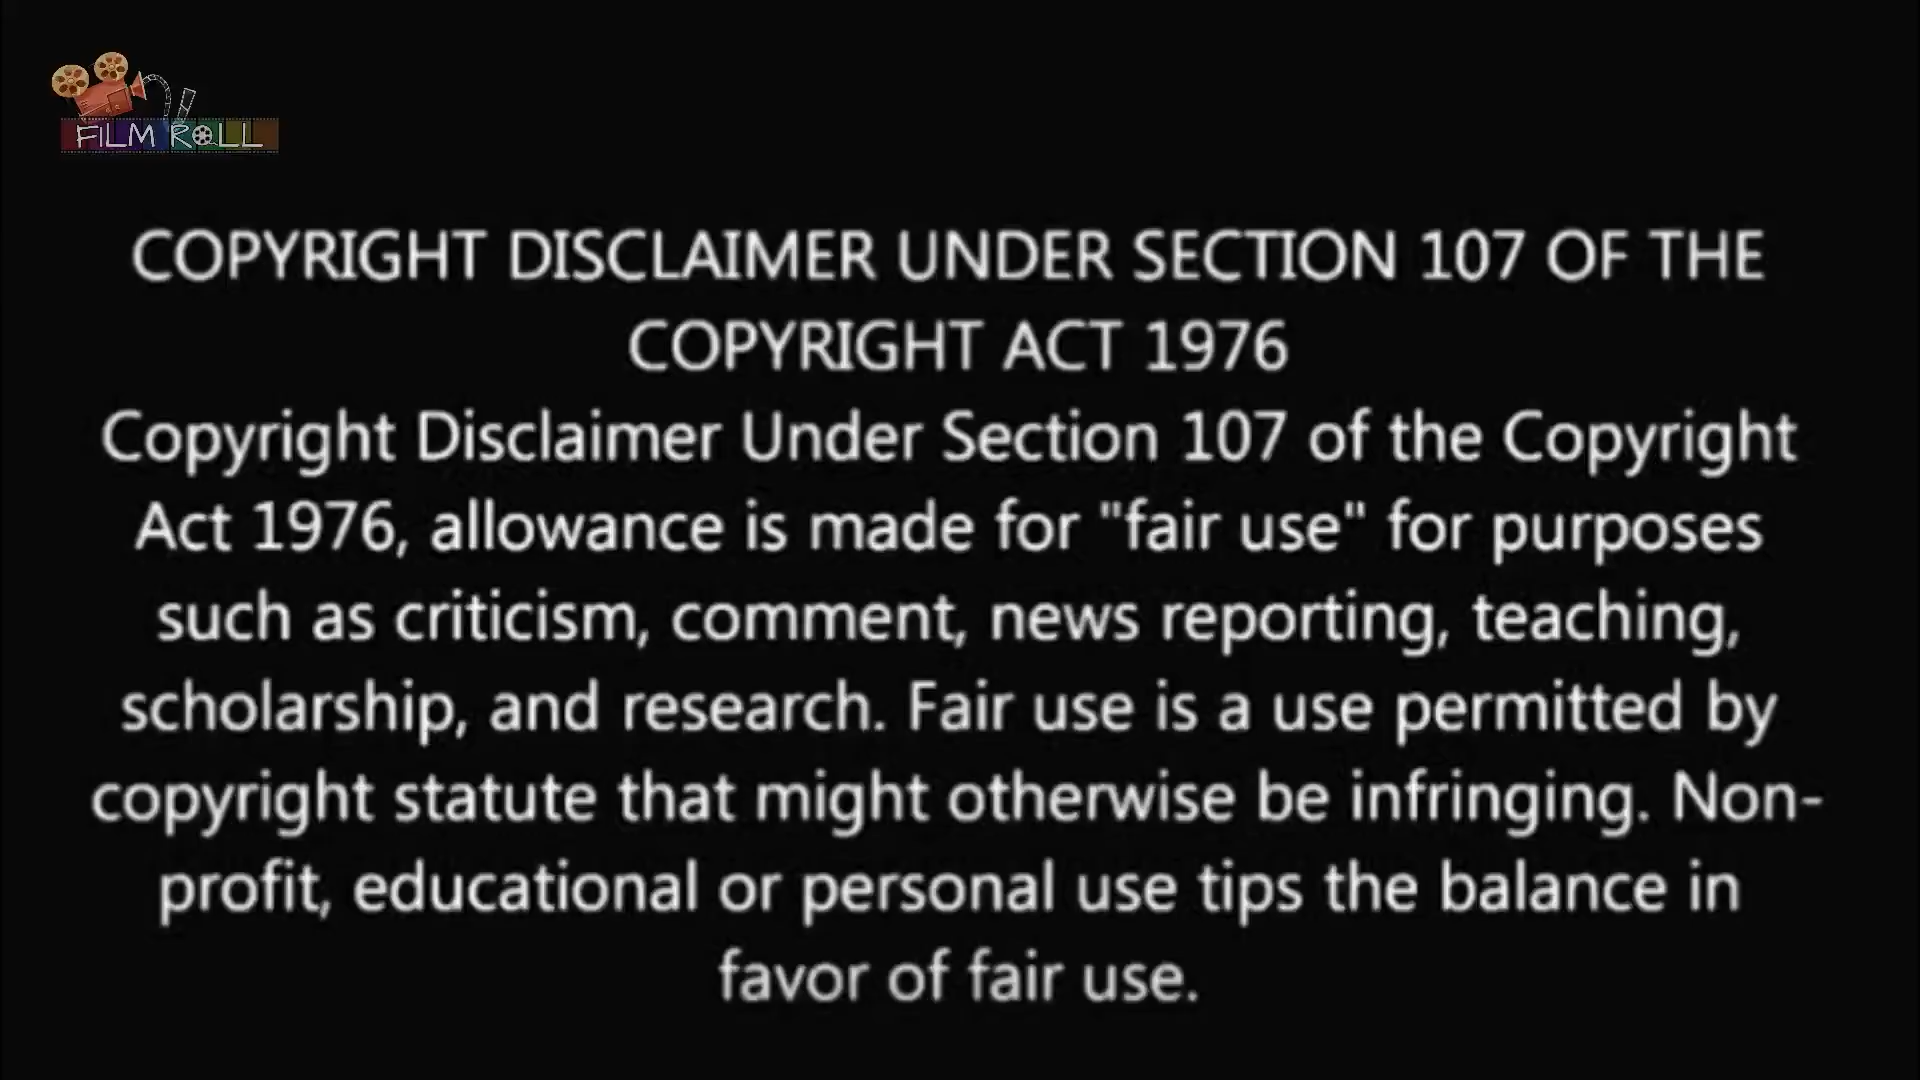 FILM ROLL
COPYRIGHT DISCLAIMER UNDER SECTION 107 OF THE
COPYRIGHT ACT 1976
Copyright Disclaimer Under Section 107 of the Copyright
Act 1976, allowance is made for "fair use" for purposes
such as criticism, comment, news reporting, teaching,
scholarship, and research. Fair use is a use permitted by
copyright statute that might otherwise be infringing. Non-
profit, educational or personal use tips the balance in
favor of fair use.